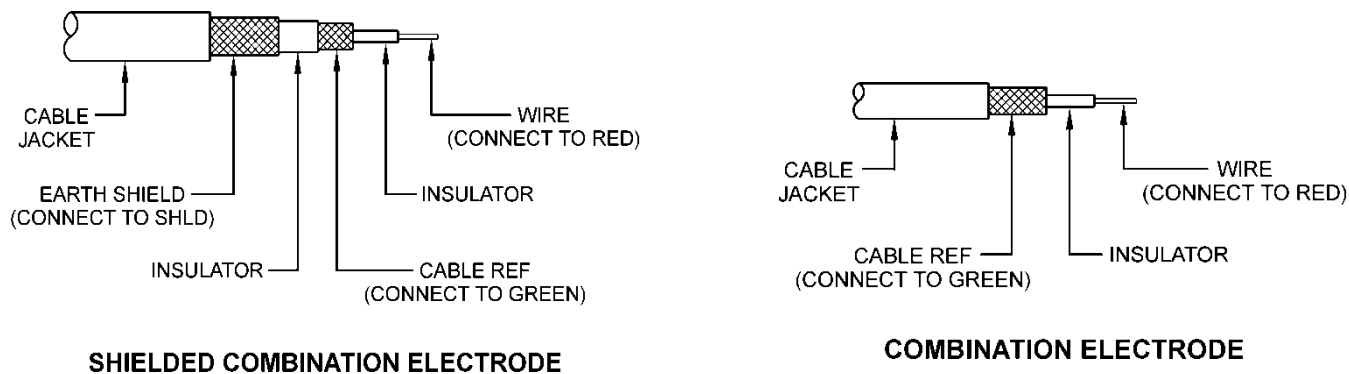 CABLE
JACKET
WIRE
(CONNECT TO RED)
EARTH SHIELD
(CONNECT TO SHLD)
INSULATOR
INSULATOR
CABLE REF
(CONNECT TO GREEN)
SHIELDED COMBINATION ELECTRODE
CABLE
JACKET
WIRE
(CONNECT TO RED)
CABLE REF
(CONNECT TO GREEN)
INSULATOR
COMBINATION ELECTRODE